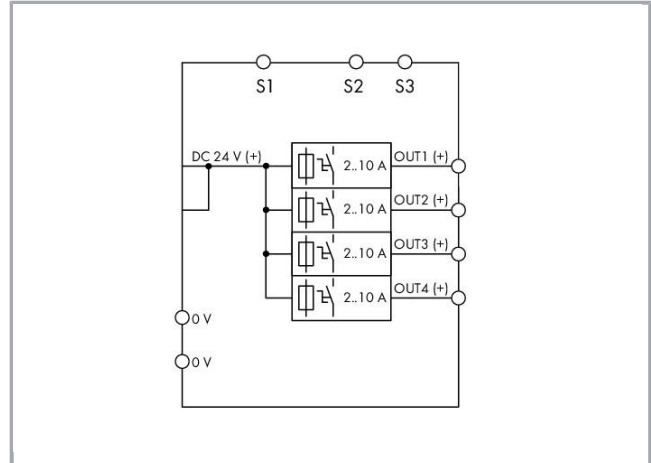 S1 S2 S3
DC 24 V (+) 2..10 A OUT1 (+)
2..10 A OUT2 (+)
2..10 A OUT3 (+)
2..10 A OUT4 (+)
0 V
0 V